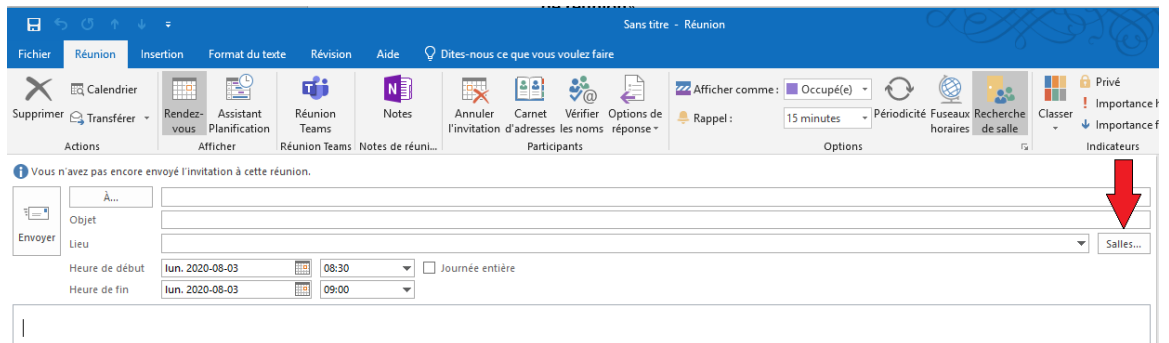 de réunion»
Sans titre - Réunion
Fichier Réunion Insertion Format du texte Révision Aide Dites-nous ce que vous voulez faire
Supprimer
Calendrier
Transférer
Actions
Rendez-
vous
Assistant
Planification
Afficher
Réunion
Teams
Réunion Teams
Notes
Notes de réuni...
Annuler
l'invitation
Carnet
d'adresses
Vérifier
les noms
Options de
réponse
Participants
Afficher comme : Occupé(e)
Rappel : 15 minutes
Périodicité
Fuseaux
horaires
Recherche
de salle
Options
Classer
Privé
Importance h
Importance f
Indicateurs
Vous n'avez pas encore envoyé l'invitation à cette réunion.
Envoyer
À...
Objet
Lieu
Salles...
Heure de début lun. 2020-08-03 08:30 Journée entière
Heure de fin lun. 2020-08-03 09:00